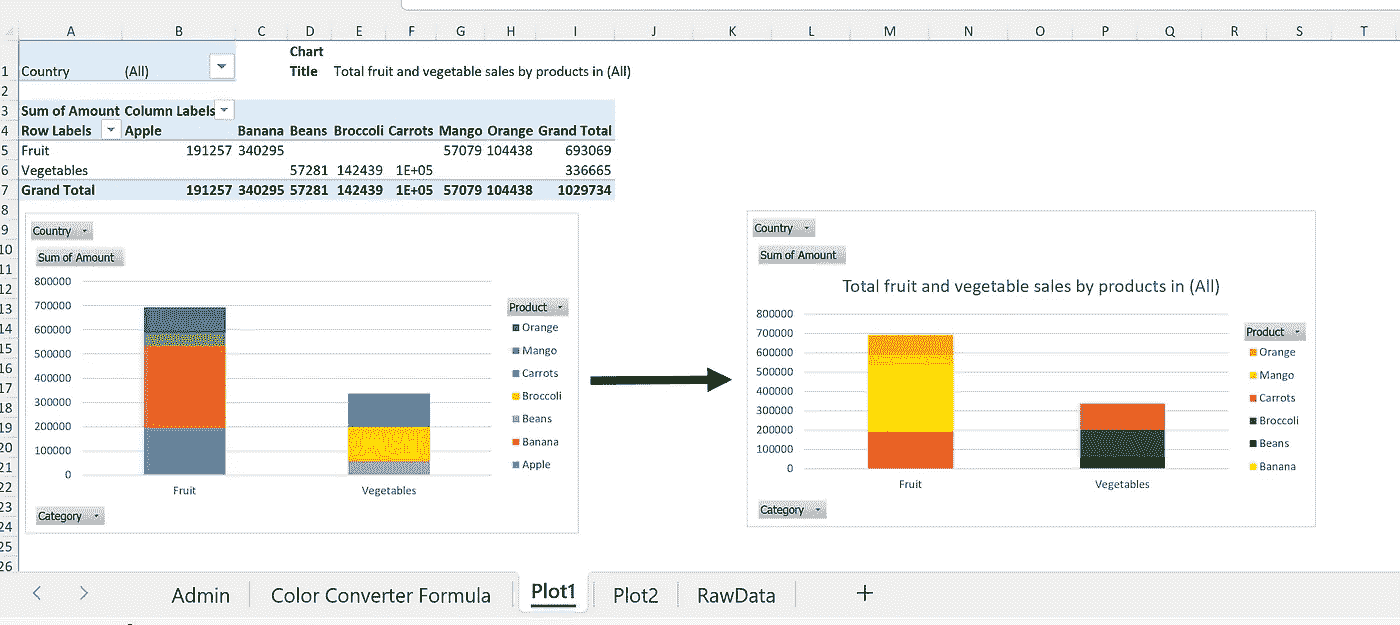 A B C D E F G H I J K L M N O P Q R S T
Chart
1 Country (All) Title Total fruit and vegetable sales by products in (All)
2
3 Sum of Amount Column Labels
4 Row Labels Apple Banana Beans Broccoli Carrots Mango Orange Grand Total
5 Fruit 191257 340295 57079 104438 693069
6 Vegetables 57281 142439 1E+05 336665
7 Grand Total 191257 340295 57281 142439 1E+05 57079 104438 1029734
8
9
10
11
12
13
14
15
16
17
18
19
20
21
22
23
24
25
26
Country
Sum of Amount
800000
700000
600000
500000
400000
300000
200000
100000
0
Fruit Vegetables
Product
Orange
Mango
Carrots
Broccoli
Beans
Banana
Apple
Category
Country
Sum of Amount
Total fruit and vegetable sales by products in (All)
800000
700000
600000
500000
400000
300000
200000
100000
0
Fruit Vegetables
Product
Orange
Mango
Carrots
Broccoli
Beans
Banana
Category
Admin Color Converter Formula Plot1 Plot2 RawData +